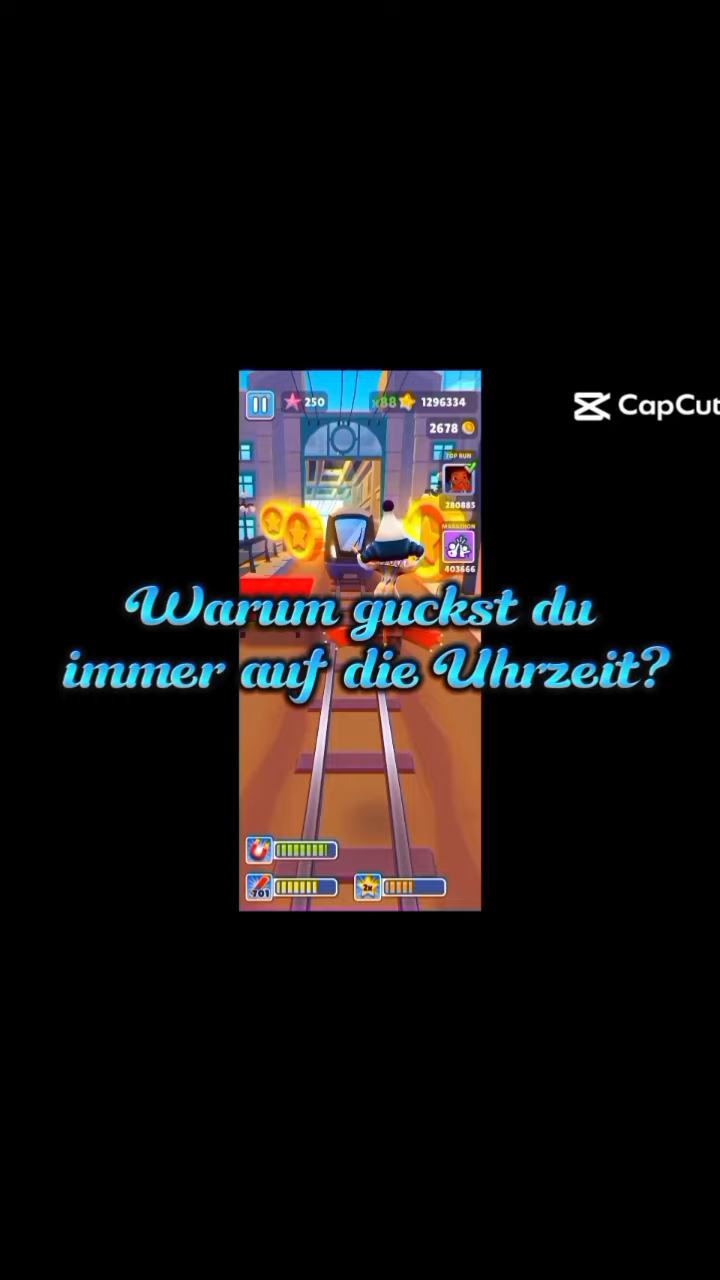 250
x88 1296334
2678
TOP RUN
280885
MARATHON
403666
CapCut
Warum guckst du
immer auf die Uhrzeit?
701
2x